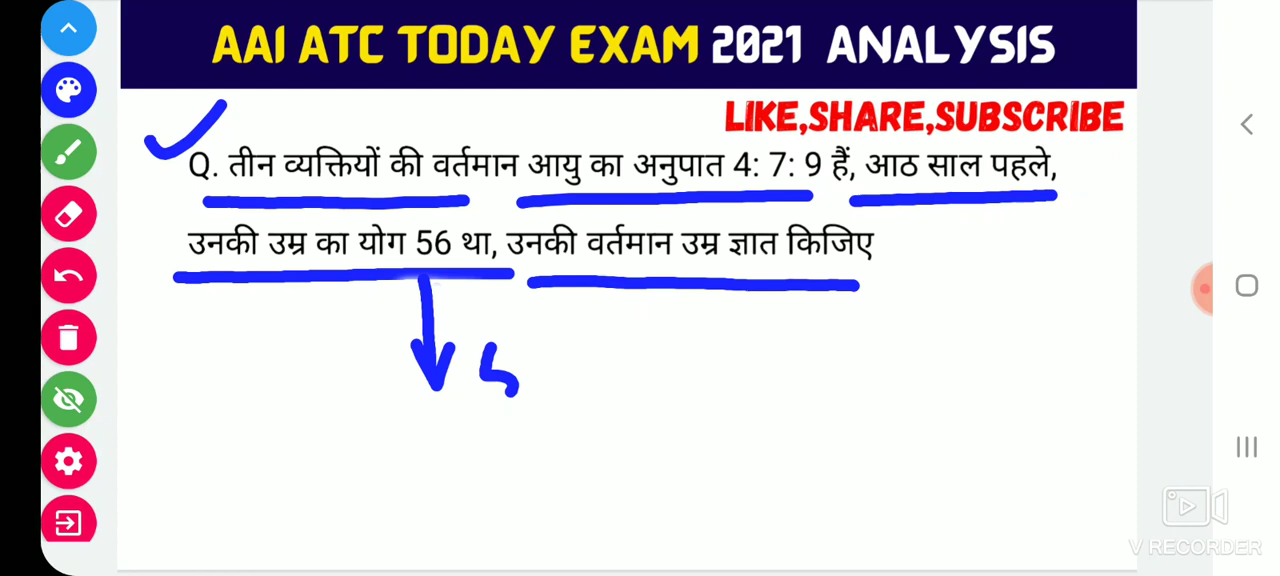 AAI ATC TODAY EXAM 2021 ANALYSIS
LIKE,SHARE,SUBSCRIBE
Q. तीन व्यक्तियों की वर्तमान आयु का अनुपात 4: 7: 9 हैं, आठ साल पहले,
उनकी उम्र का योग 56 था, उनकी वर्तमान उम्र ज्ञात किजिए
5
V RECORDER